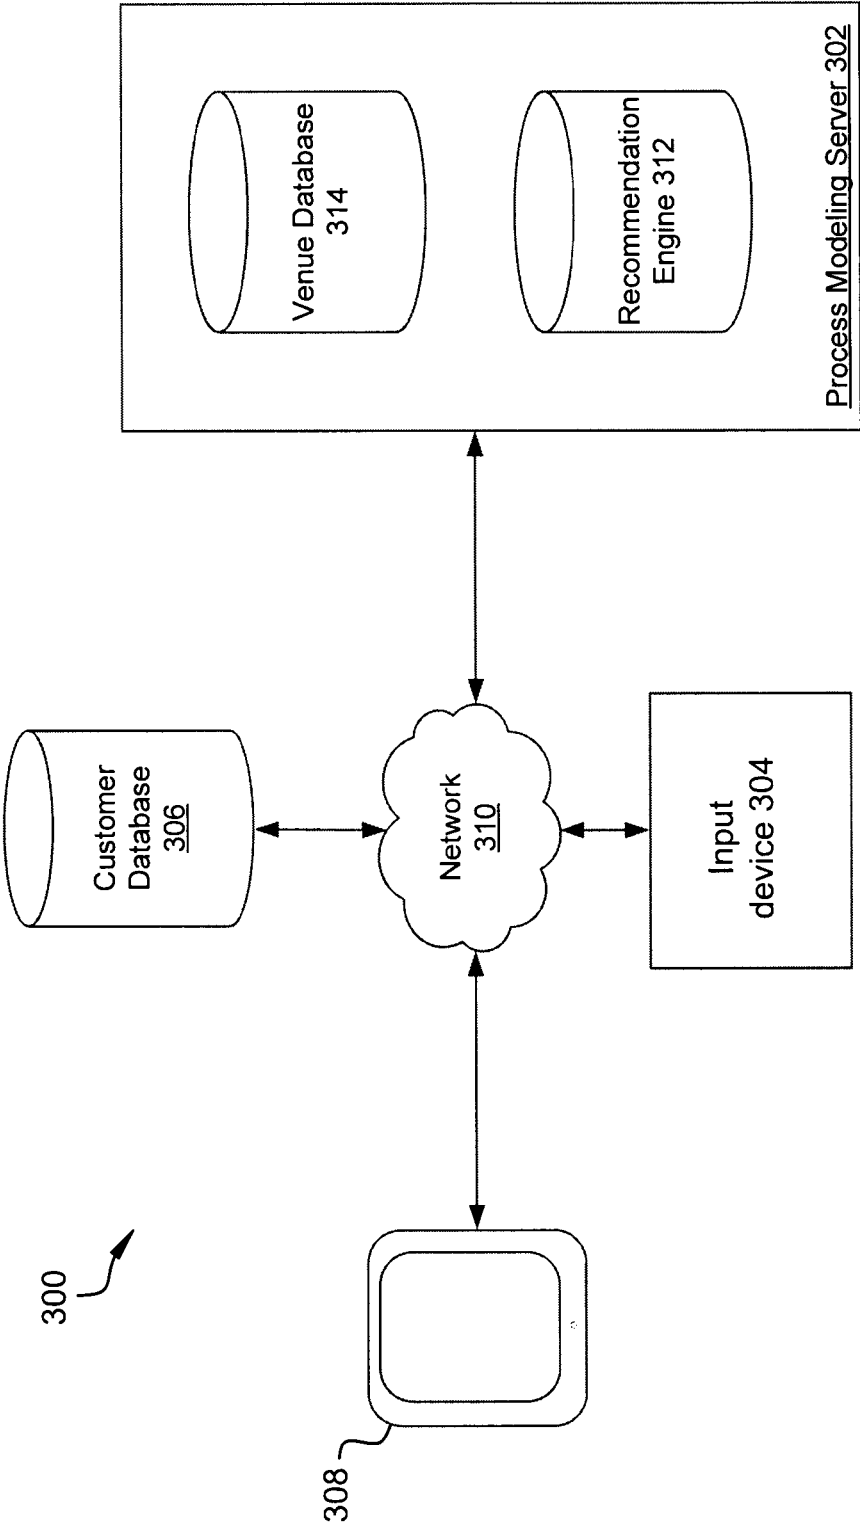 300
308
Customer
Database
306
Network
310
Input
device 304
Venue Database
314
Recommendation
Engine 312
Process Modeling Server 302